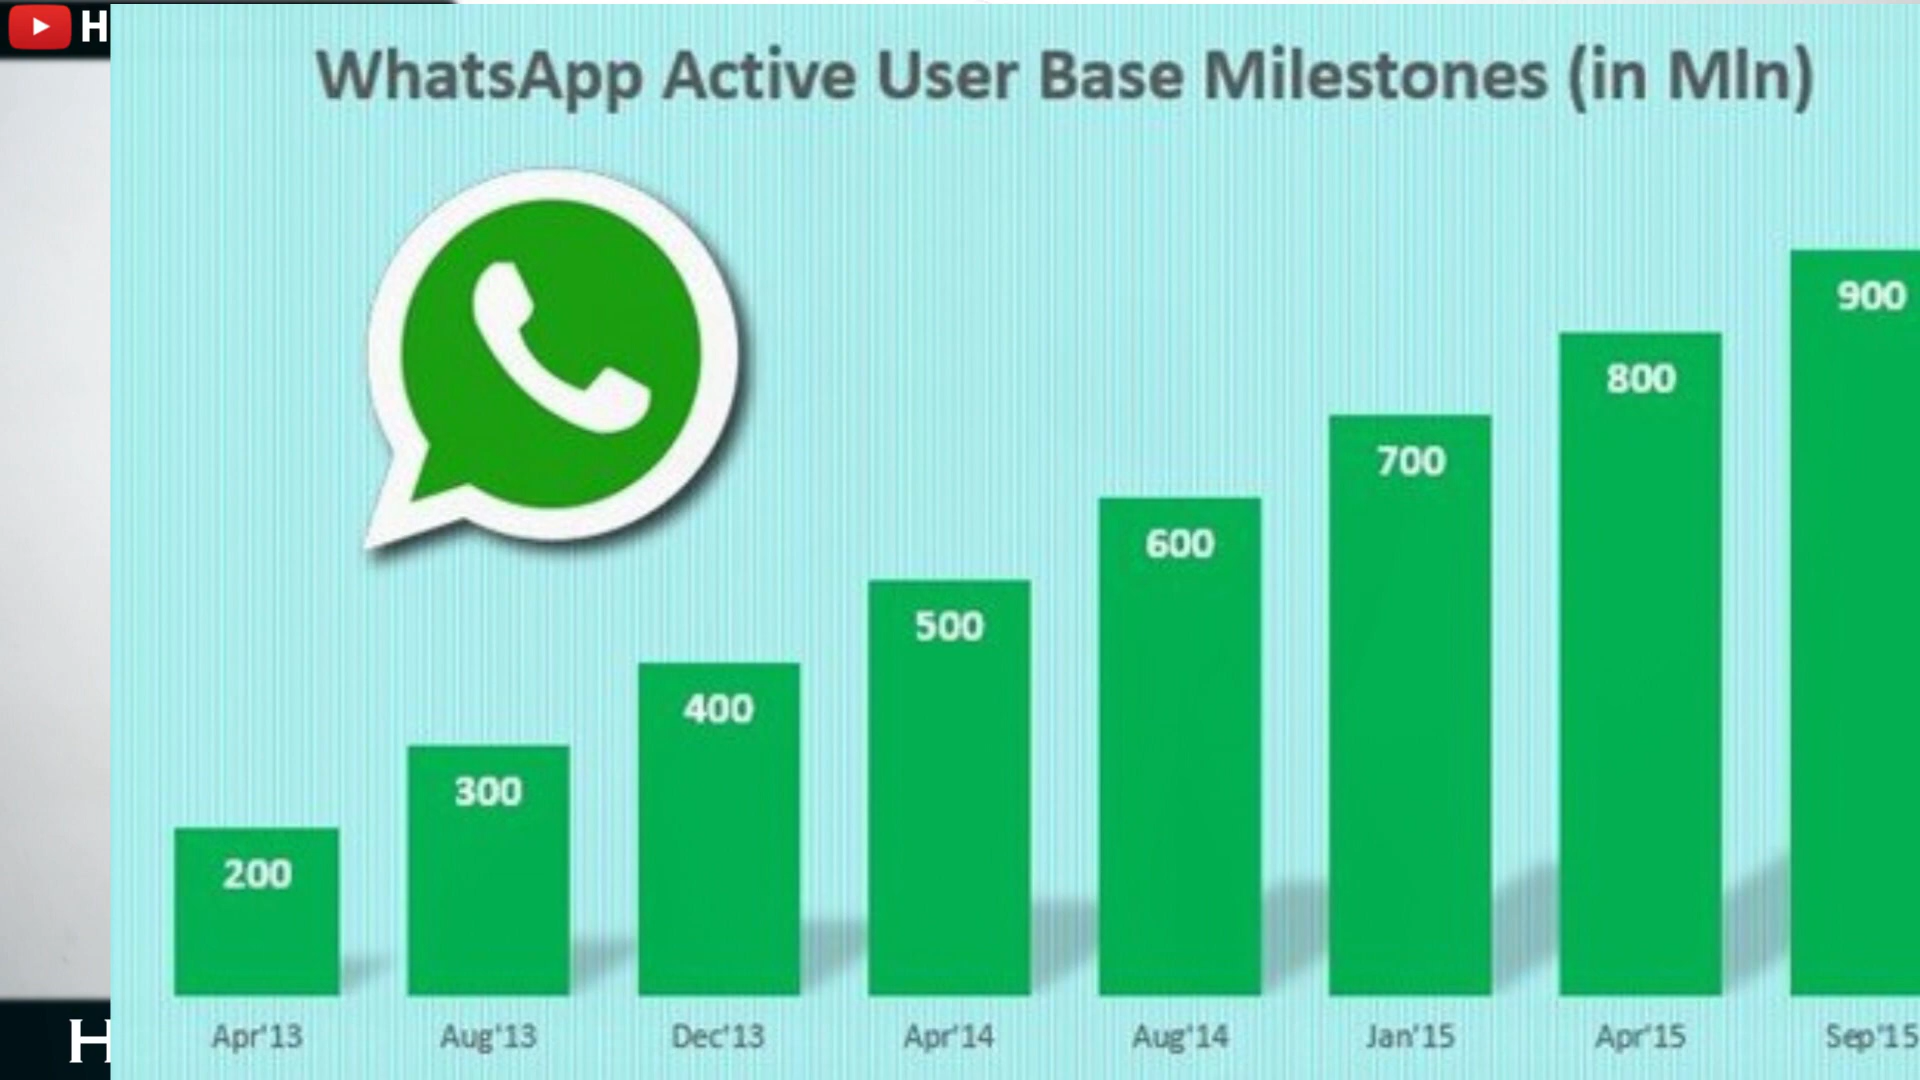 H
WhatsApp Active User Base Milestones (in Mln)
900
800
700
600
500
400
300
200
Apr'13 Aug'13 Dec'13 Apr'14 Aug'14 Jan'15 Apr'15 Sep'15
H